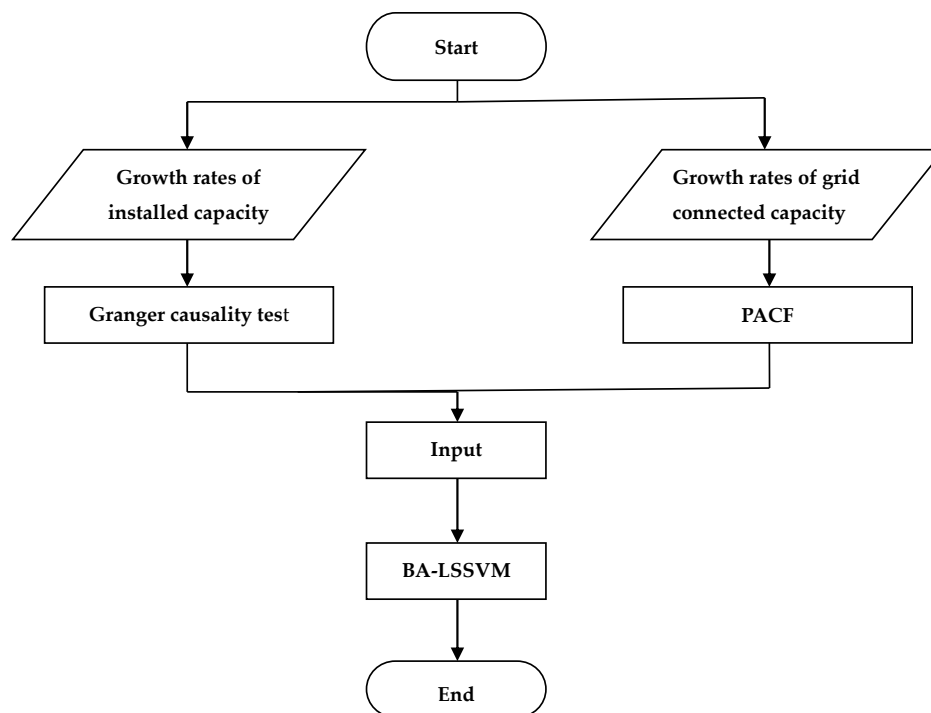 Start
Growth rates of
installed capacity
Growth rates of grid
connected capacity
Granger causality test
PACF
Input
BA-LSSVM
End